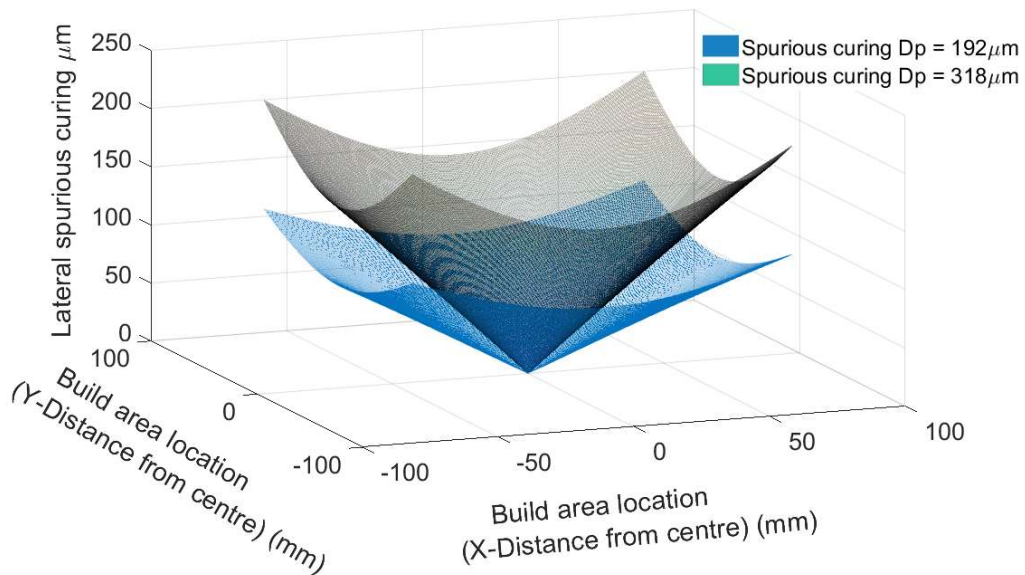 250
200
150
100
50
0
Lateral spurious curing μm
Spurious curing Dp = 192μm
Spurious curing Dp = 318μm
100
0
-100
Build area location
(Y-Distance from centre) (mm)
-100
-50
0
50
100
Build area location
(X-Distance from centre) (mm)